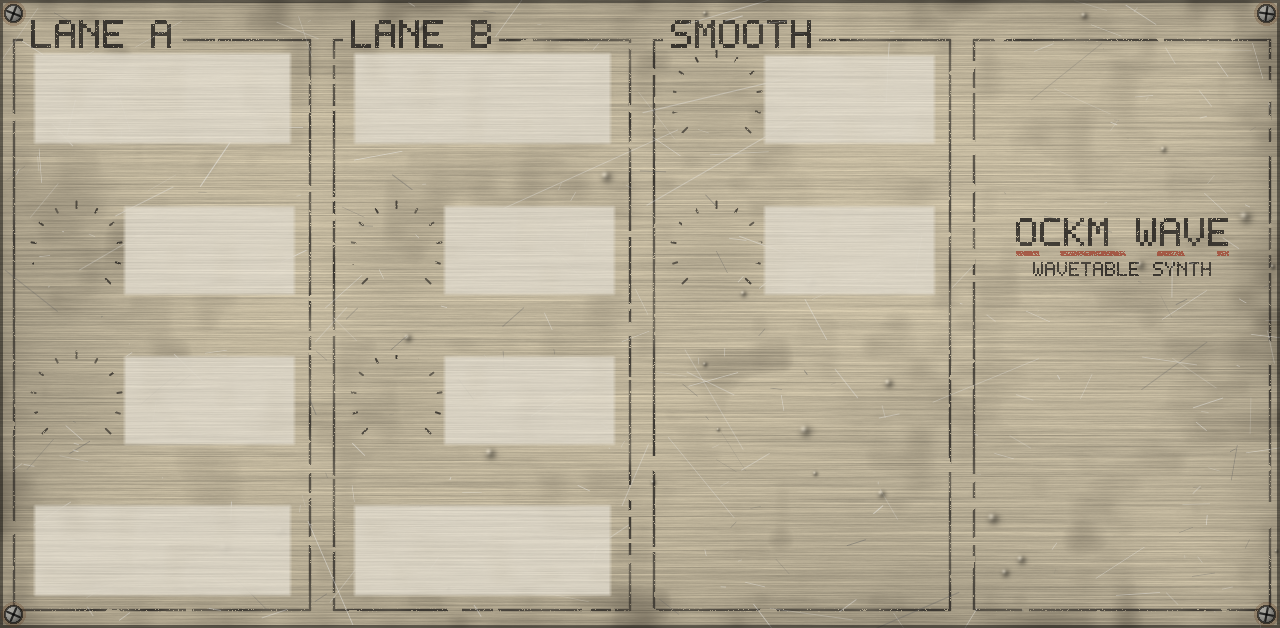 LANE A
LANE B
SMOOTH
OCKM WAVE
WAVETABLE SYNTH